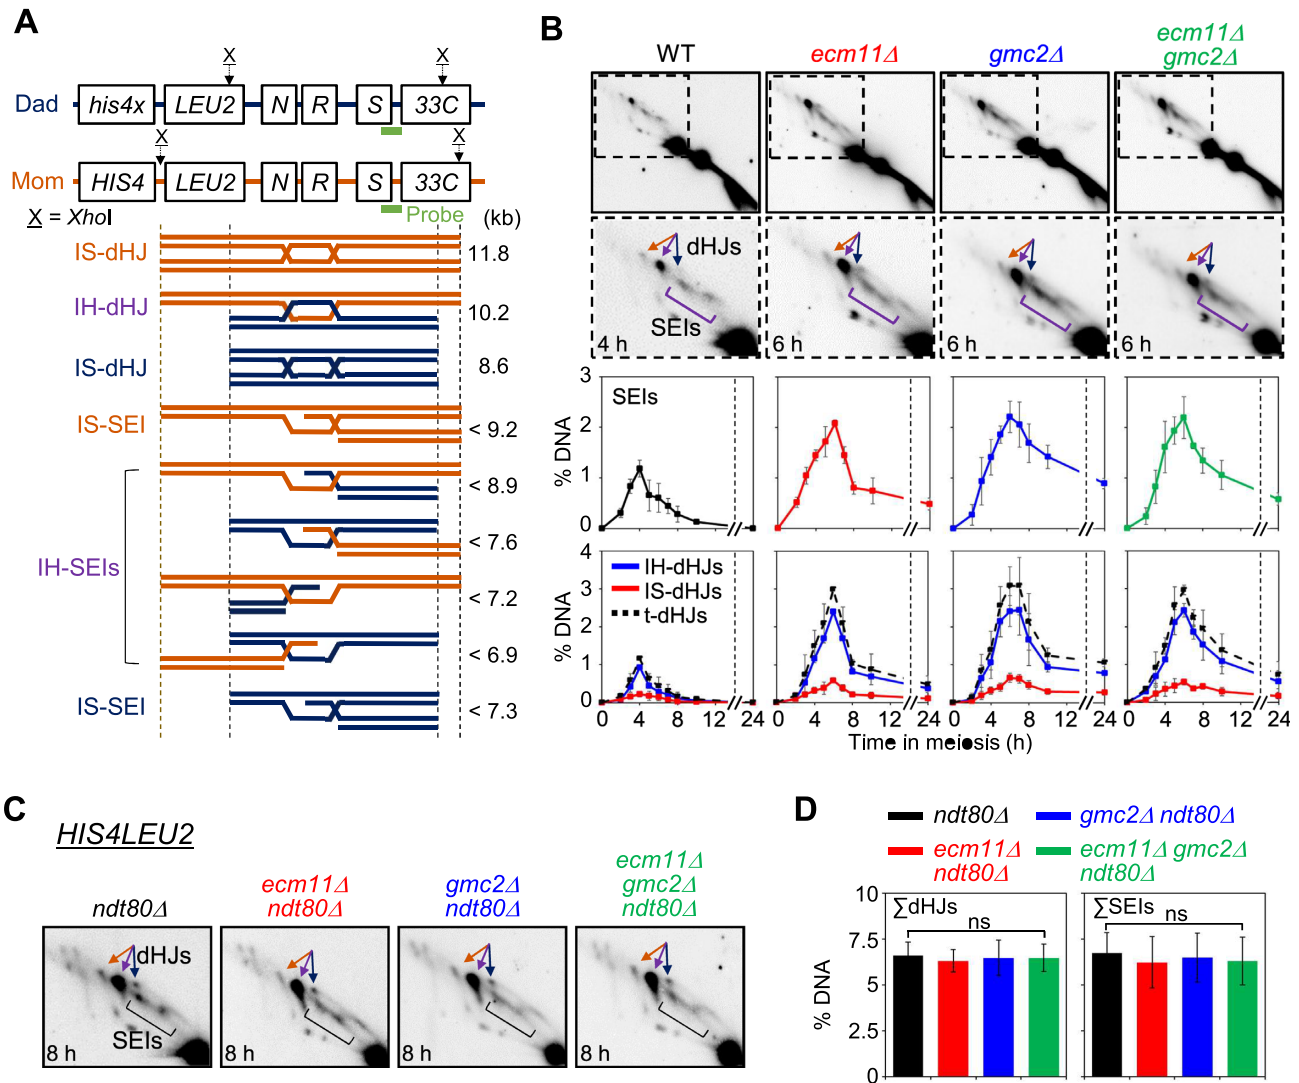 A
X X
Dad his4x LEU2 N R S 33C
X X
Mom HIS4 LEU2 N R S 33C
X = XhoI Probe (kb)
IS-dHJ 11.8
IH-dHJ 10.2
IS-dHJ 8.6
IS-SEI < 9.2
< 8.9
< 7.6
IH-SEIs
< 7.2
< 6.9
IS-SEI < 7.3
B
WT ecm11Δ gmc2Δ ecm11Δ gmc2Δ
dHJs
SEIs
4 h 6 h 6 h 6 h
3
2
1
0
% DNA
SEIs
4
3
2
1
0
% DNA
IH-dHJs
IS-dHJs
t-dHJs
0 4 8 12 24 0 4 8 12 24 0 4 8 12 24 0 4 8 12 24
Time in meiosis (h)
C
HIS4LEU2
ndt80Δ
ecm11Δ ndt80Δ
gmc2Δ ndt80Δ
ecm11Δ gmc2Δ ndt80Δ
dHJs
SEIs
8 h 8 h 8 h 8 h
D
ndt80Δ
gmc2Δ ndt80Δ
ecm11Δ ndt80Δ
ecm11Δ gmc2Δ ndt80Δ
10
7.5
5
2.5
0
% DNA
∑dHJs
ns
∑SEIs
ns